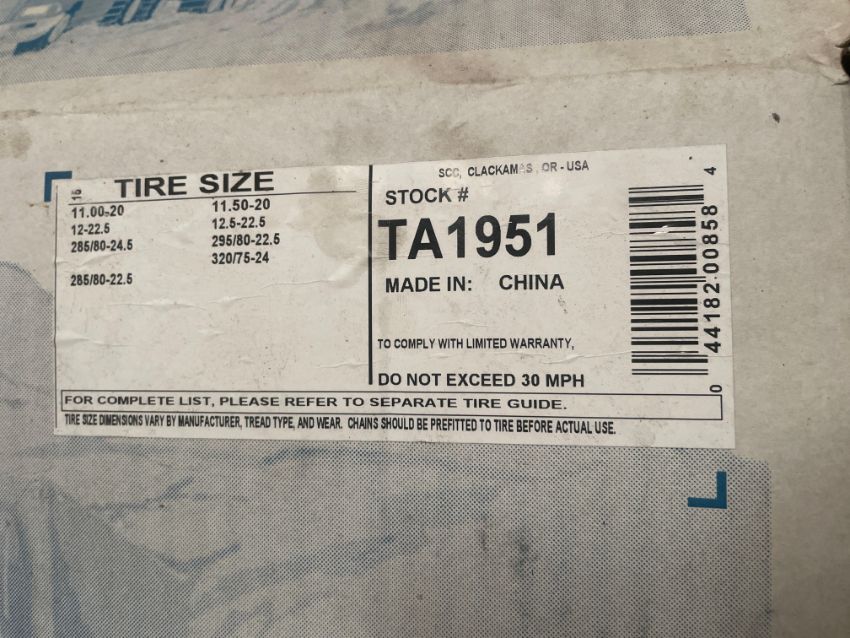 16
TIRE SIZE
11.00-20 11.50-20
12-22.5 12.5-22.5
285/80-24.5 295/80-22.5
320/75-24
285/80-22.5
SCC, CLACKAMAS, OR - USA
STOCK #
TA1951
MADE IN: CHINA
TO COMPLY WITH LIMITED WARRANTY,
DO NOT EXCEED 30 MPH
0 44182 00858 4
FOR COMPLETE LIST, PLEASE REFER TO SEPARATE TIRE GUIDE.
TIRE SIZE DIMENSIONS VARY BY MANUFACTURER, TREAD TYPE, AND WEAR. CHAINS SHOULD BE PREFITTED TO TIRE BEFORE ACTUAL USE.